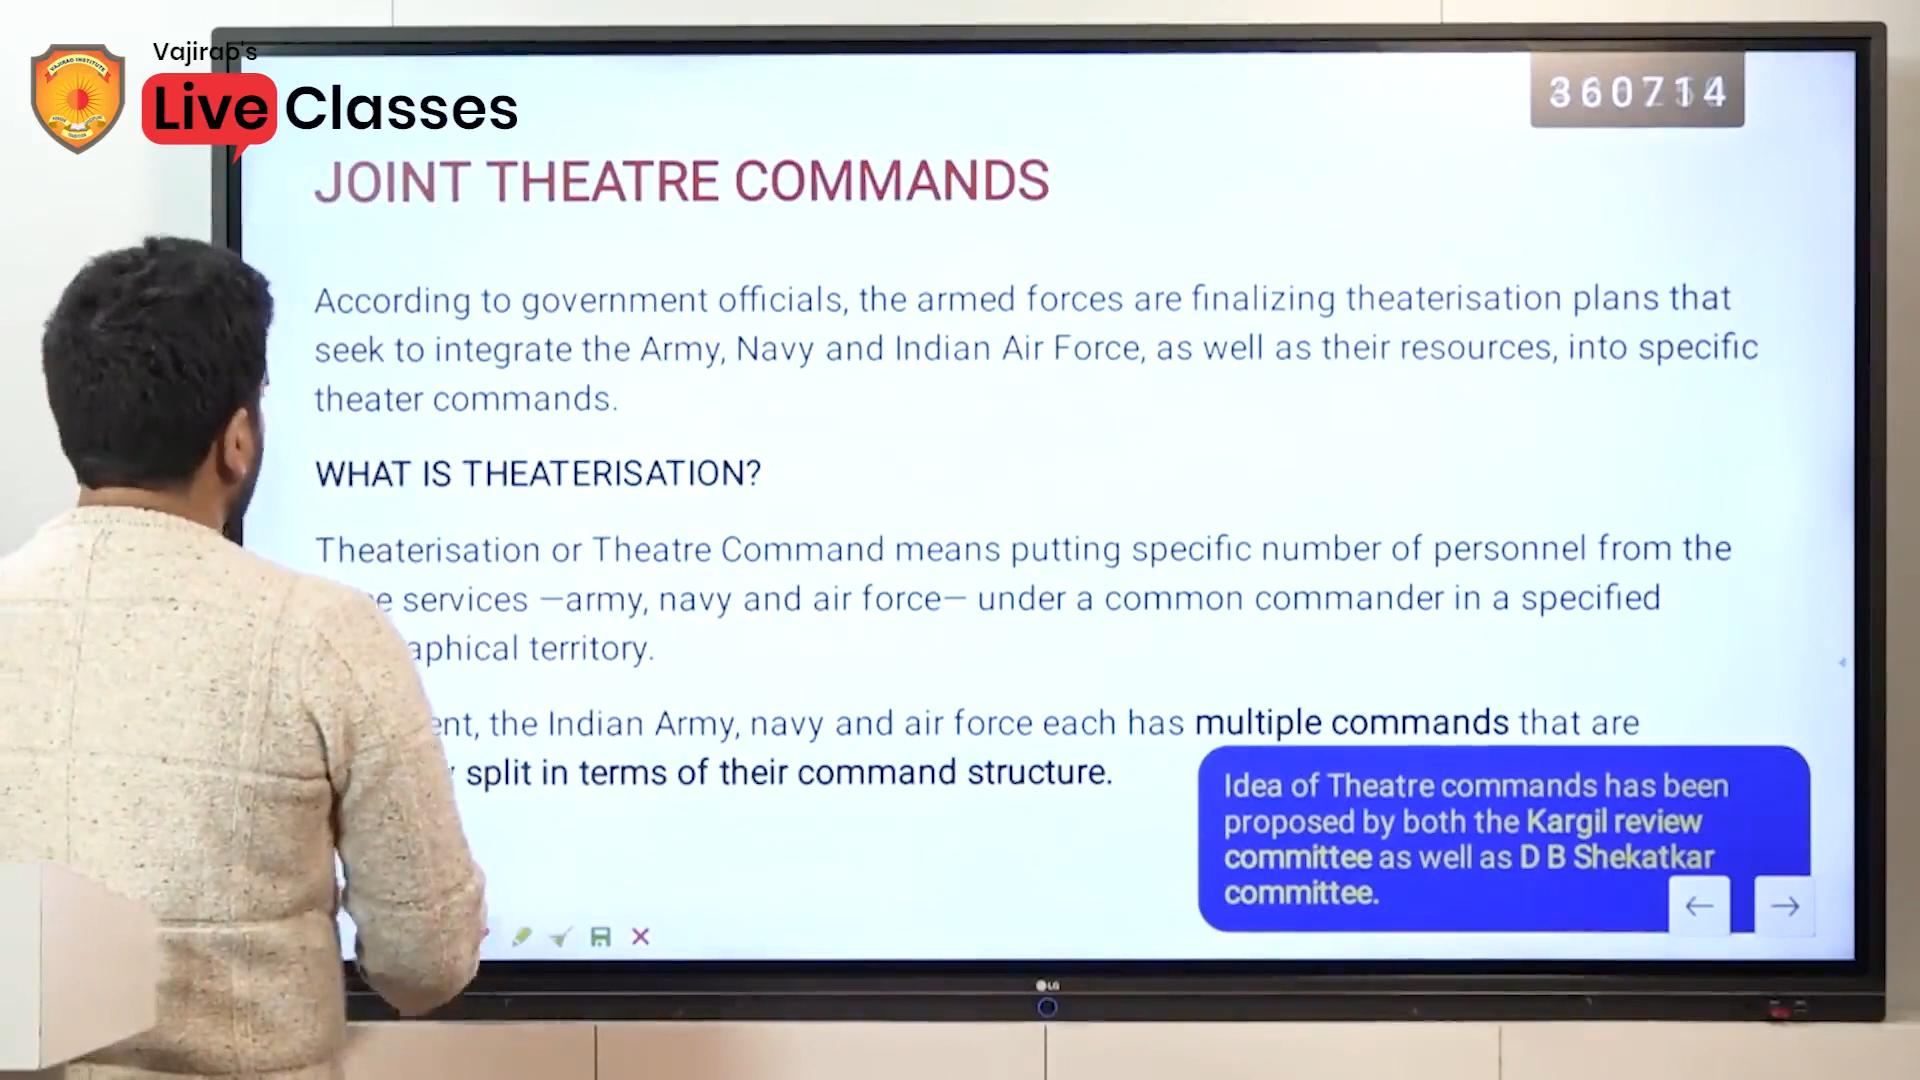 Vajirao's
Live Classes
VAJIRAO INSTITUTE
JOINT THEATRE COMMANDS
According to government officials, the armed forces are finalizing theaterisation plans that
seek to integrate the Army, Navy and Indian Air Force, as well as their resources, into specific
theater commands.
WHAT IS THEATERISATION?
Theaterisation or Theatre Command means putting specific number of personnel from the
e services —army, navy and air force— under a common commander in a specified
aphical territory.
ent, the Indian Army, navy and air force each has multiple commands that are
split in terms of their command structure.
Idea of Theatre commands has been
proposed by both the Kargil review
committee as well as D B Shekatkar
committee.
LG